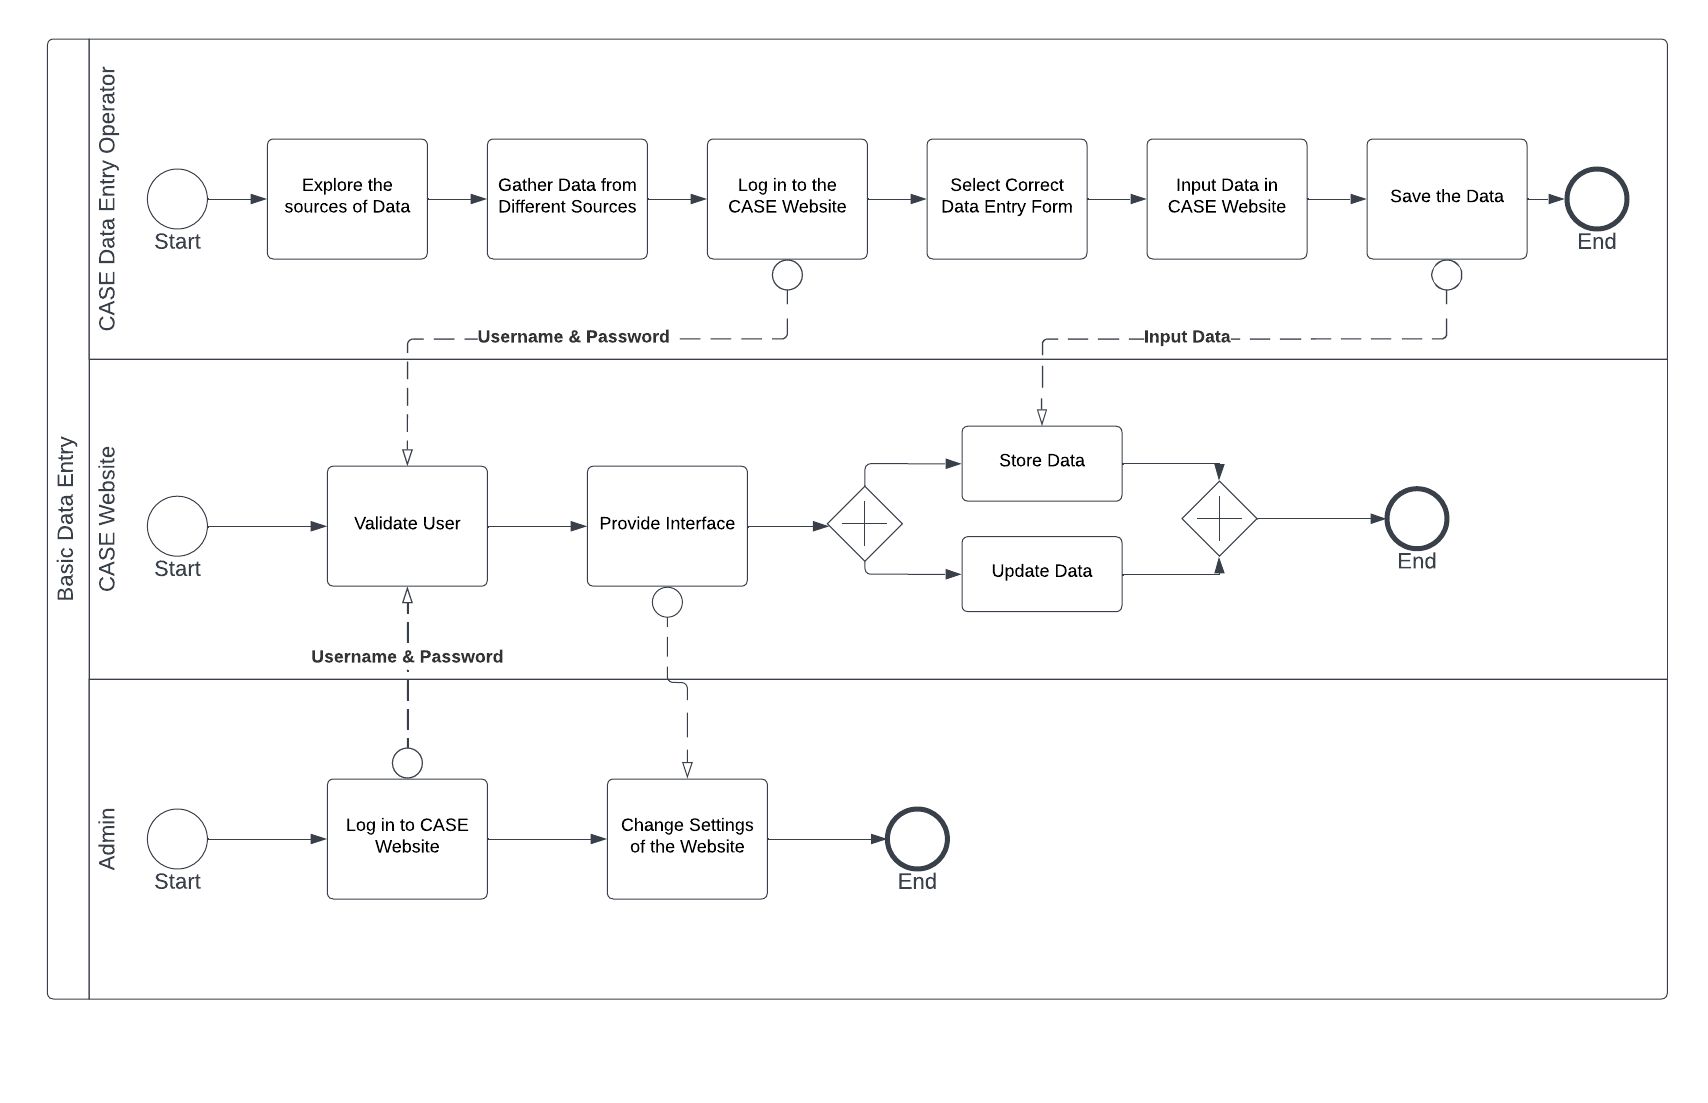 Basic Data Entry
CASE Data Entry Operator
Start
Explore the
sources of Data
Gather Data from
Different Sources
Log in to the
CASE Website
Select Correct
Data Entry Form
Input Data in
CASE Website
Save the Data
End
Username & Password
Input Data
CASE Website
Start
Validate User
Provide Interface
Store Data
Update Data
End
Username & Password
Admin
Start
Log in to CASE
Website
Change Settings
of the Website
End